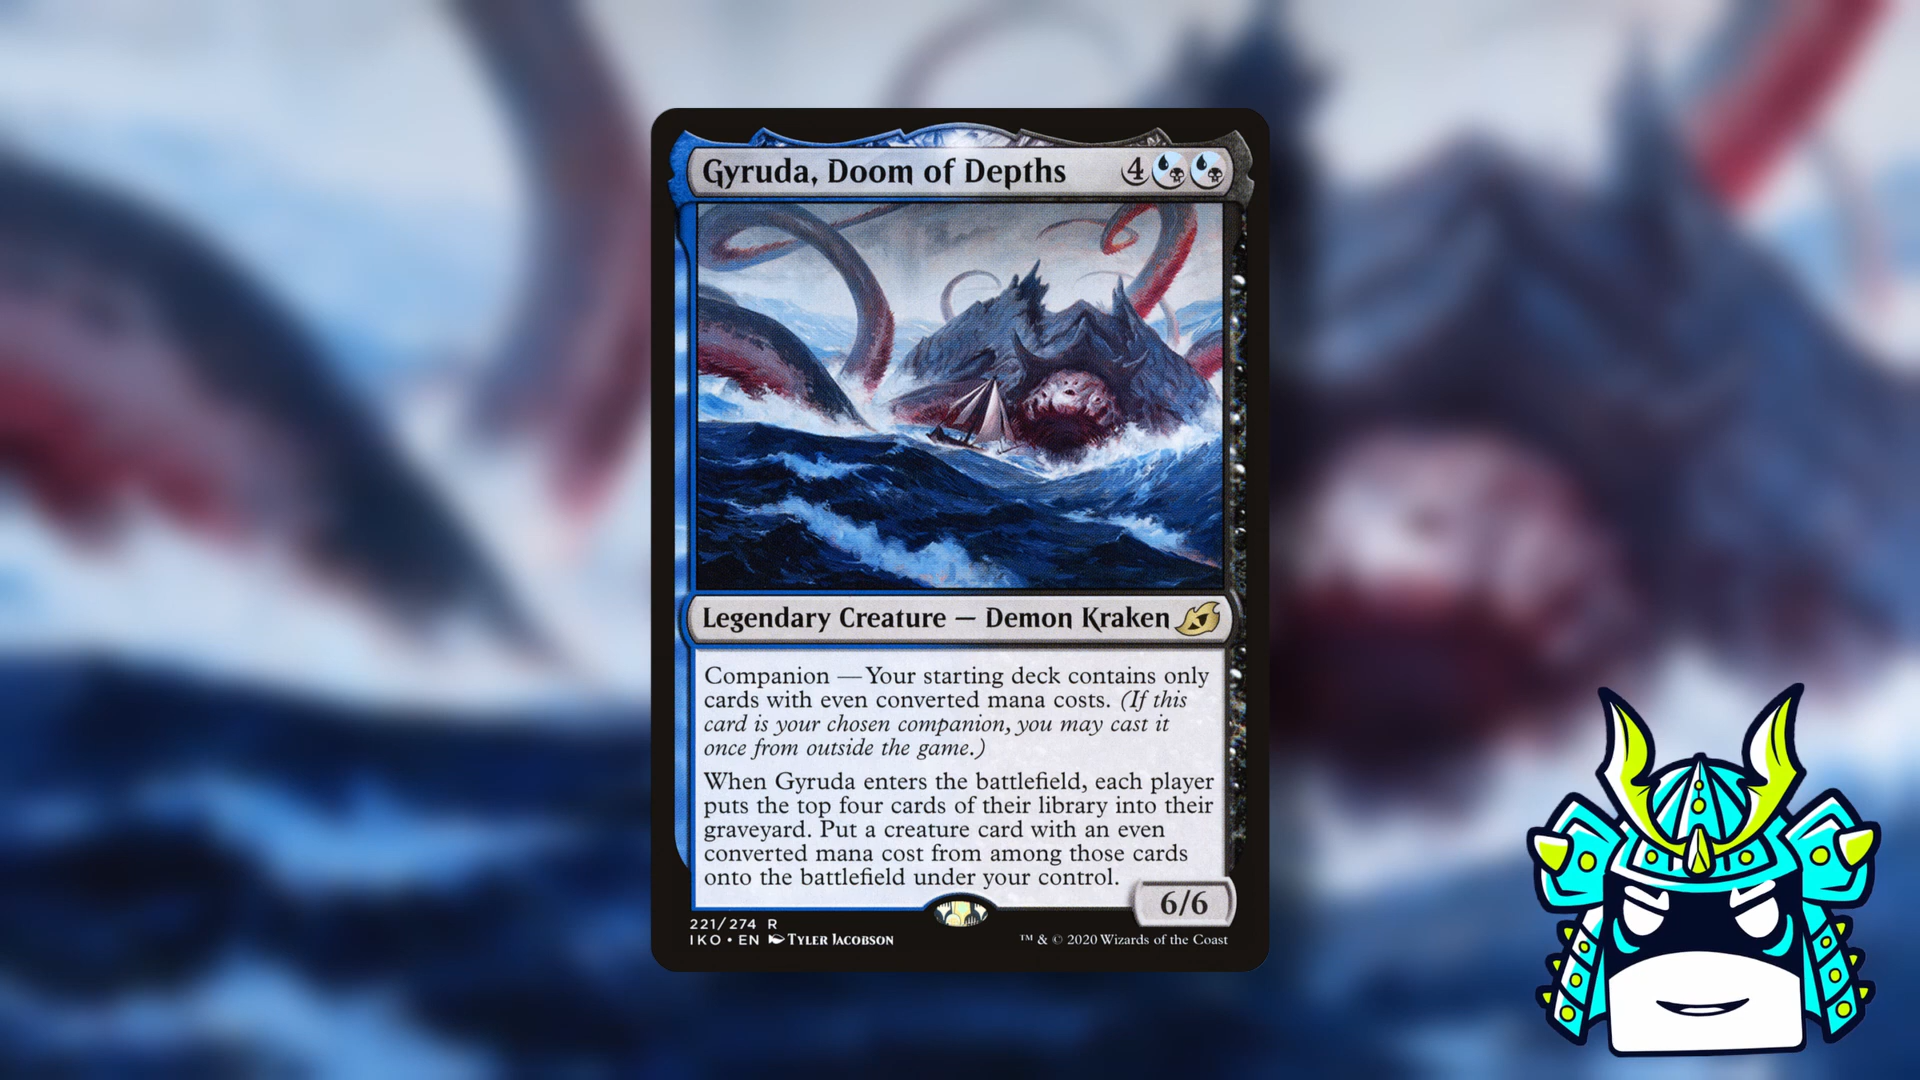 Gyruda, Doom of Depths 4
Legendary Creature — Demon Kraken
Companion — Your starting deck contains only
cards with even converted mana costs. (If this
card is your chosen companion, you may cast it
once from outside the game.)
When Gyruda enters the battlefield, each player
puts the top four cards of their library into their
graveyard. Put a creature card with an even
converted mana cost from among those cards
onto the battlefield under your control.
6/6
221/274 R
IKO • EN Tyler Jacobson
™ & © 2020 Wizards of the Coast